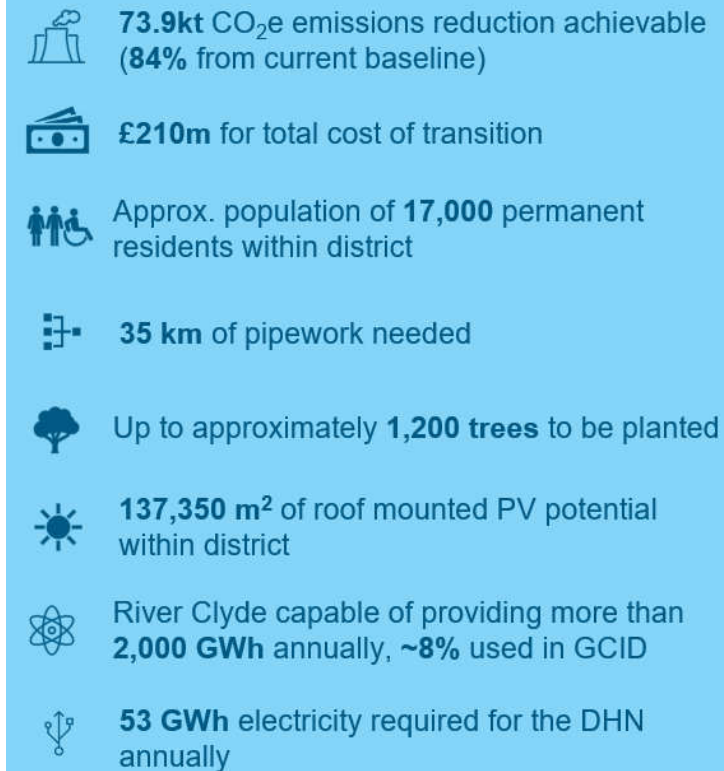 73.9kt CO₂e emissions reduction achievable
(84% from current baseline)
£210m for total cost of transition
Approx. population of 17,000 permanent
residents within district
35 km of pipework needed
Up to approximately 1,200 trees to be planted
137,350 m² of roof mounted PV potential
within district
River Clyde capable of providing more than
2,000 GWh annually, ~8% used in GCID
53 GWh electricity required for the DHN
annually